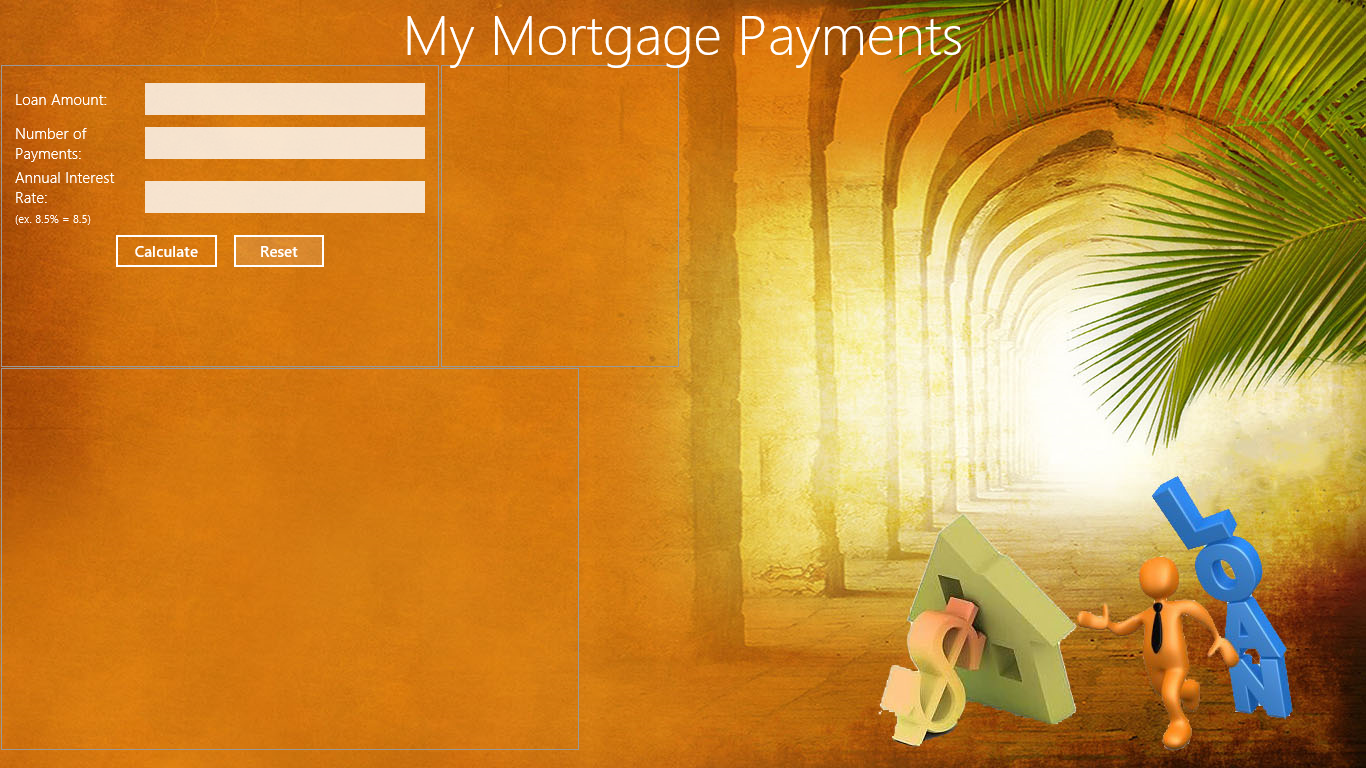 My Mortgage Payments
Loan Amount:
Number of
Payments:
Annual Interest
Rate:
(ex. 8.5% = 8.5)
Calculate
Reset
$
LOAN